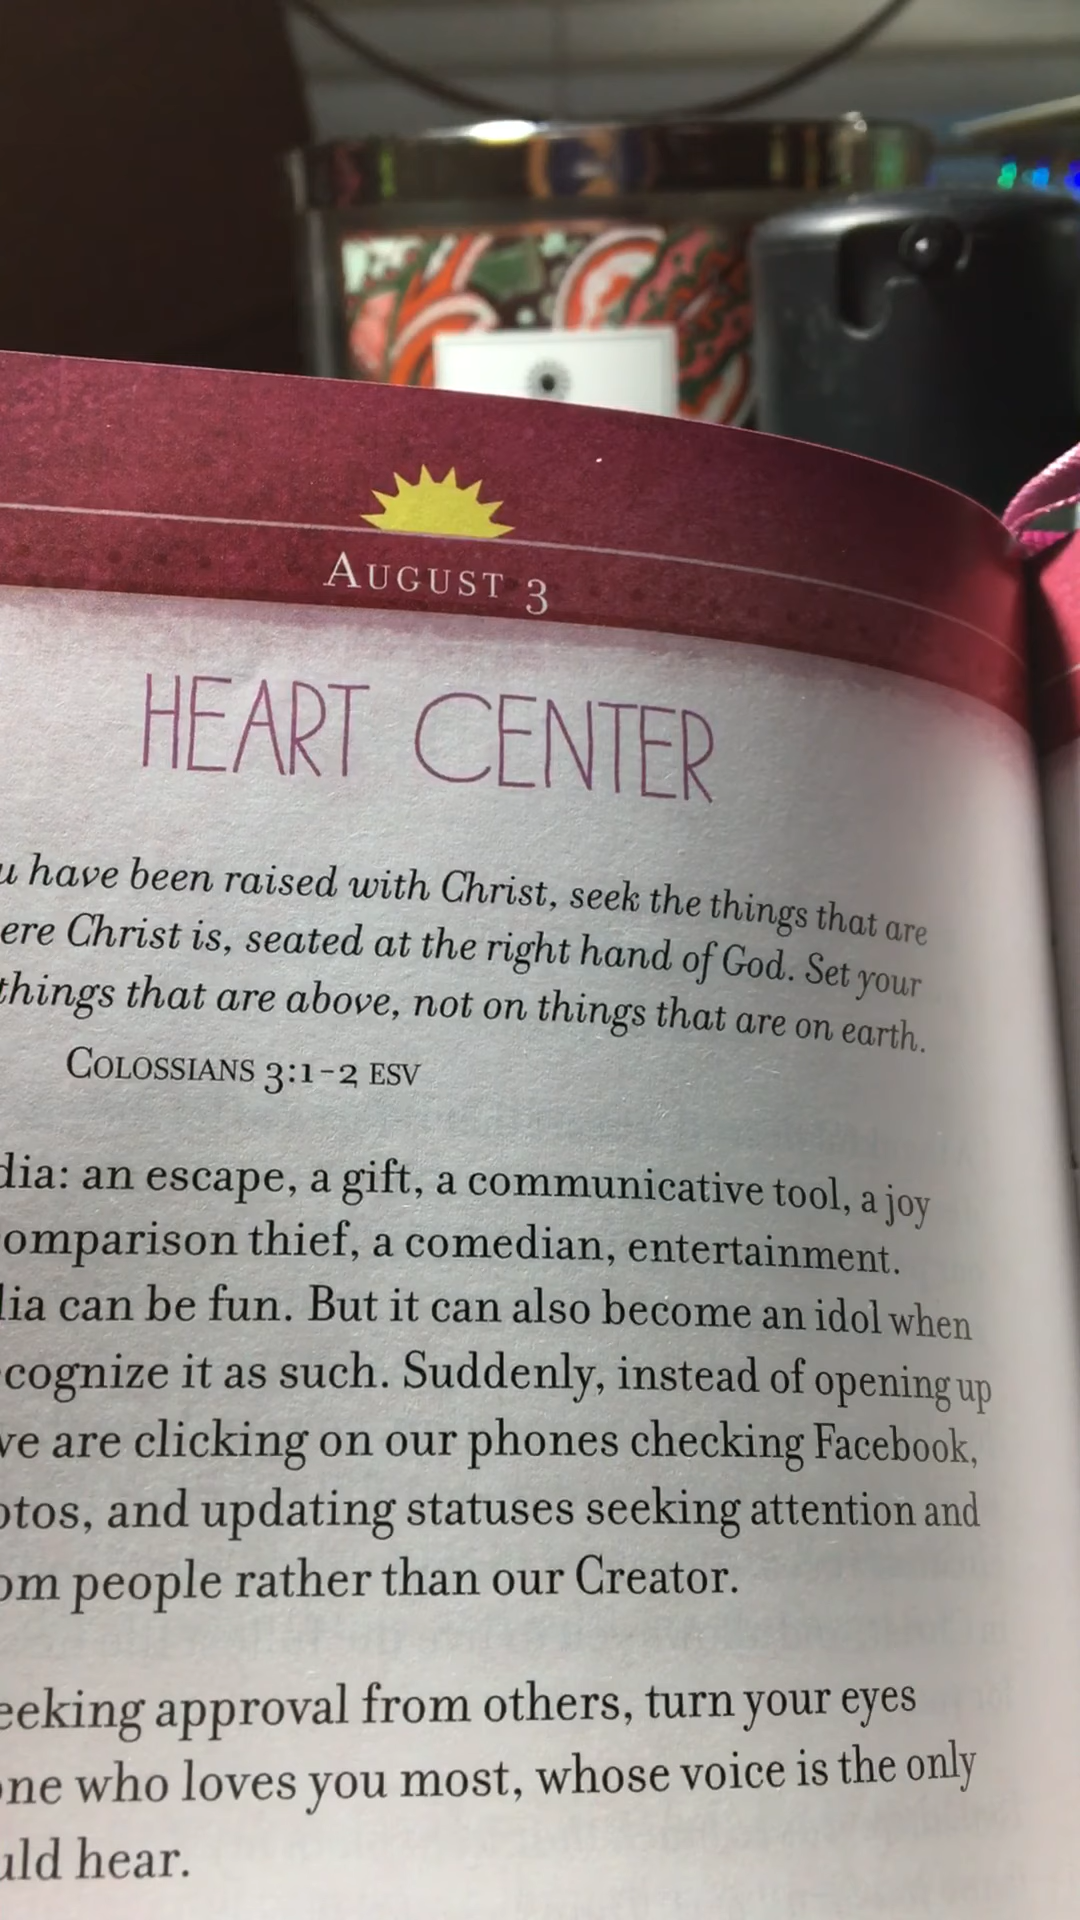 AUGUST 3
HEART CENTER
have been raised with Christ, seek the things that are
ere Christ is, seated at the right hand of God. Set your
things that are above, not on things that are on earth.
COLOSSIANS 3:1-2 ESV
dia: an escape, a gift, a communicative tool, a joy
omparison thief, a comedian, entertainment.
dia can be fun. But it can also become an idol when
cognize it as such. Suddenly, instead of opening up
we are clicking on our phones checking Facebook,
otos, and updating statuses seeking attention and
om people rather than our Creator.
eeking approval from others, turn your eyes
one who loves you most, whose voice is the only
uld hear.